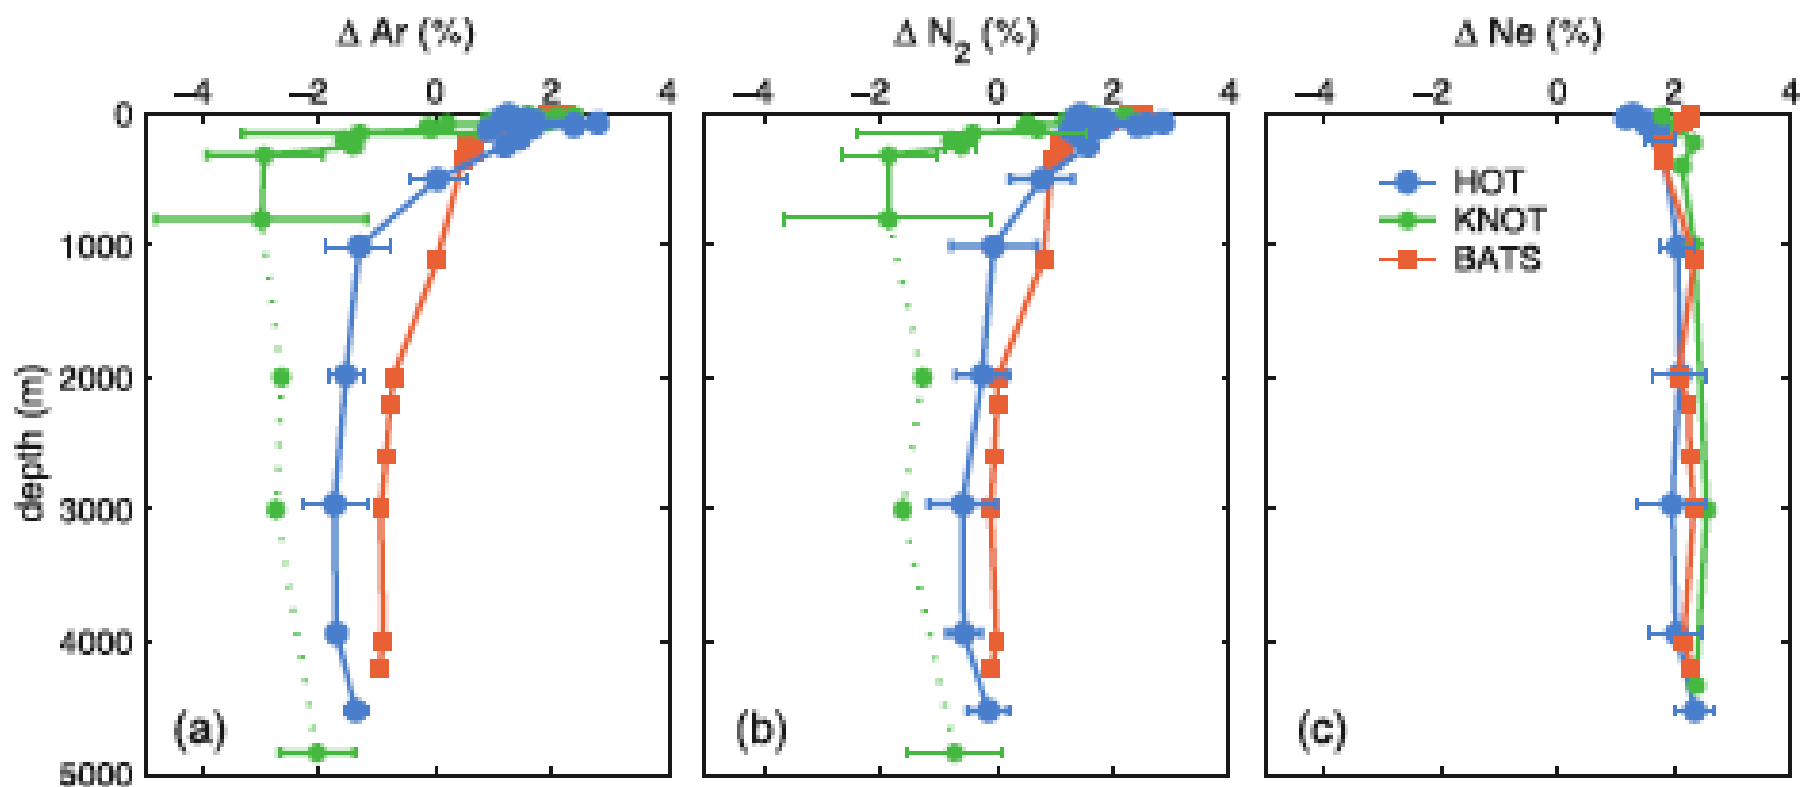 Δ Ar (%)
Δ N2 (%)
Δ Ne (%)
−4 −2 0 2 4
−4 −2 0 2 4
−4 −2 0 2 4
depth (m)
0
1000
2000
3000
4000
5000
HOT
KNOT
BATS
(a)
(b)
(c)